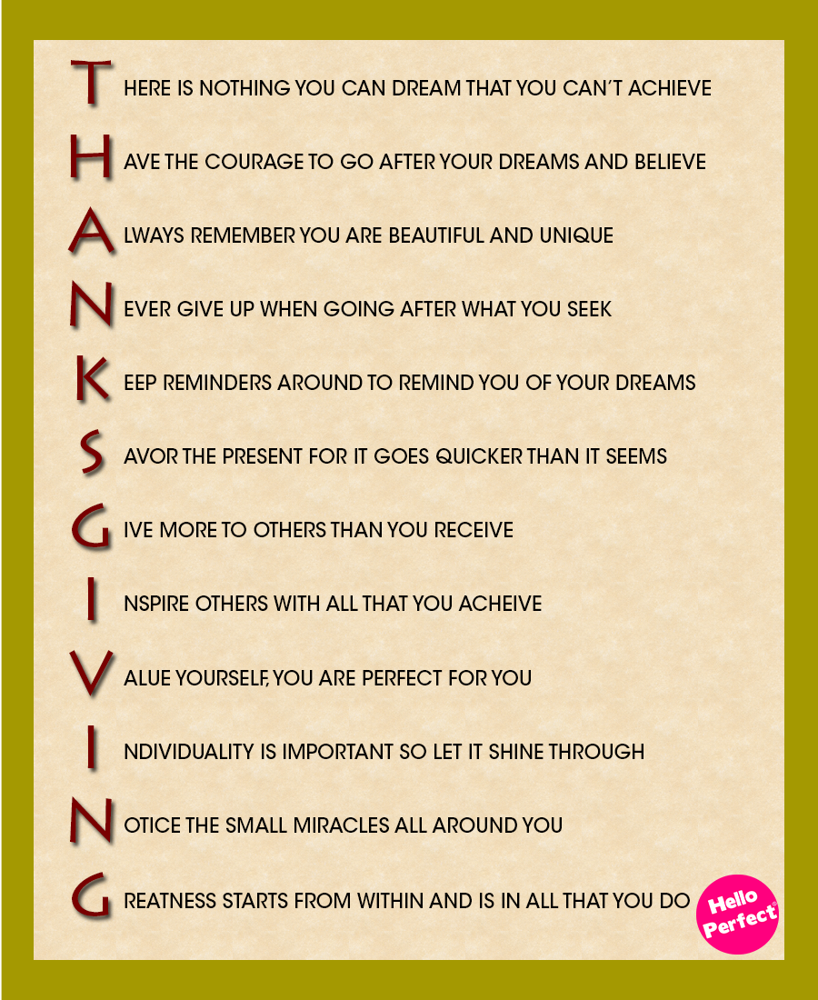 THERE IS NOTHING YOU CAN DREAM THAT YOU CAN'T ACHIEVE
HAVE THE COURAGE TO GO AFTER YOUR DREAMS AND BELIEVE
ALWAYS REMEMBER YOU ARE BEAUTIFUL AND UNIQUE
NEVER GIVE UP WHEN GOING AFTER WHAT YOU SEEK
KEEP REMINDERS AROUND TO REMIND YOU OF YOUR DREAMS
SAVOR THE PRESENT FOR IT GOES QUICKER THAN IT SEEMS
GIVE MORE TO OTHERS THAN YOU RECEIVE
INSPIRE OTHERS WITH ALL THAT YOU ACHEIVE
VALUE YOURSELF, YOU ARE PERFECT FOR YOU
INDIVIDUALITY IS IMPORTANT SO LET IT SHINE THROUGH
NOTICE THE SMALL MIRACLES ALL AROUND YOU
GREATNESS STARTS FROM WITHIN AND IS IN ALL THAT YOU DO
Hello
Perfect®